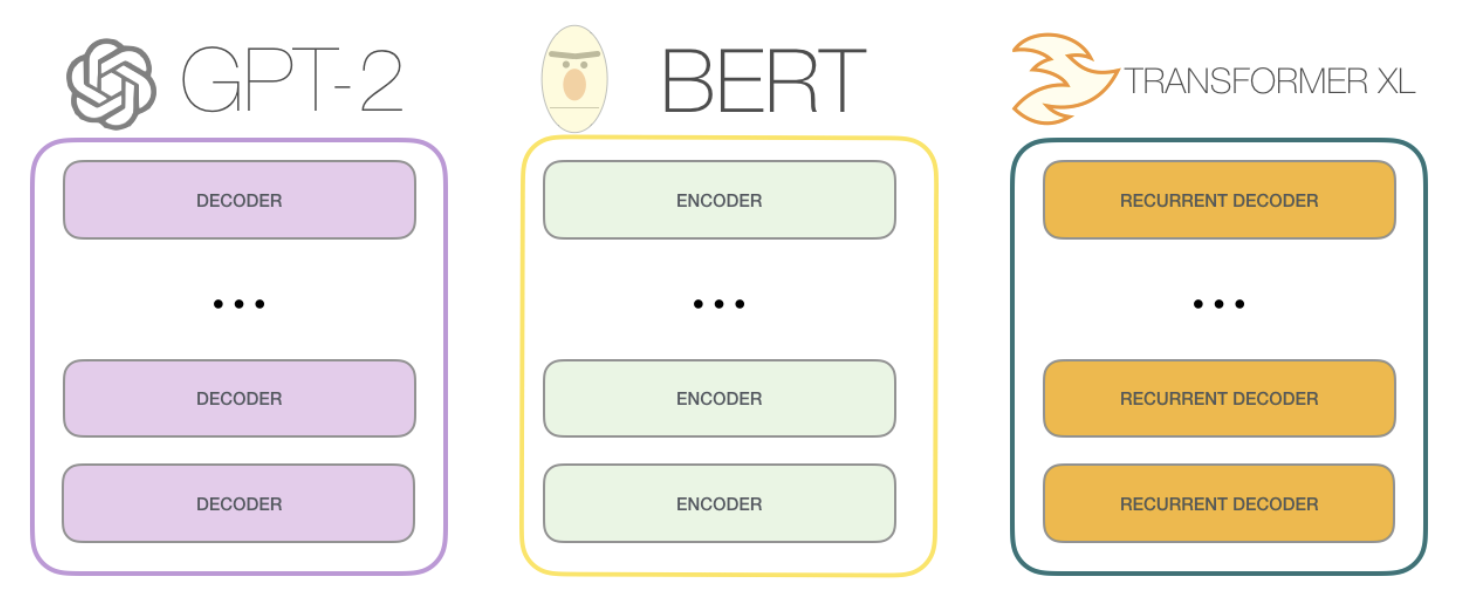 GPT-2
DECODER
...
DECODER
DECODER
BERT
ENCODER
...
ENCODER
ENCODER
TRANSFORMER XL
RECURRENT DECODER
...
RECURRENT DECODER
RECURRENT DECODER